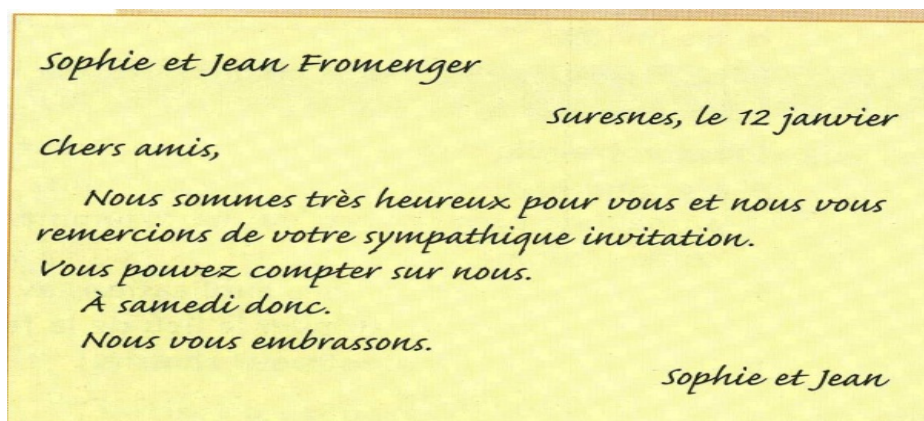 Sophie et Jean Fromenger
Suresnes, le 12 janvier
Chers amis,
Nous sommes très heureux pour vous et nous vous
remercions de votre sympathique invitation.
Vous pouvez compter sur nous.
À samedi donc.
Nous vous embrassons.
Sophie et Jean